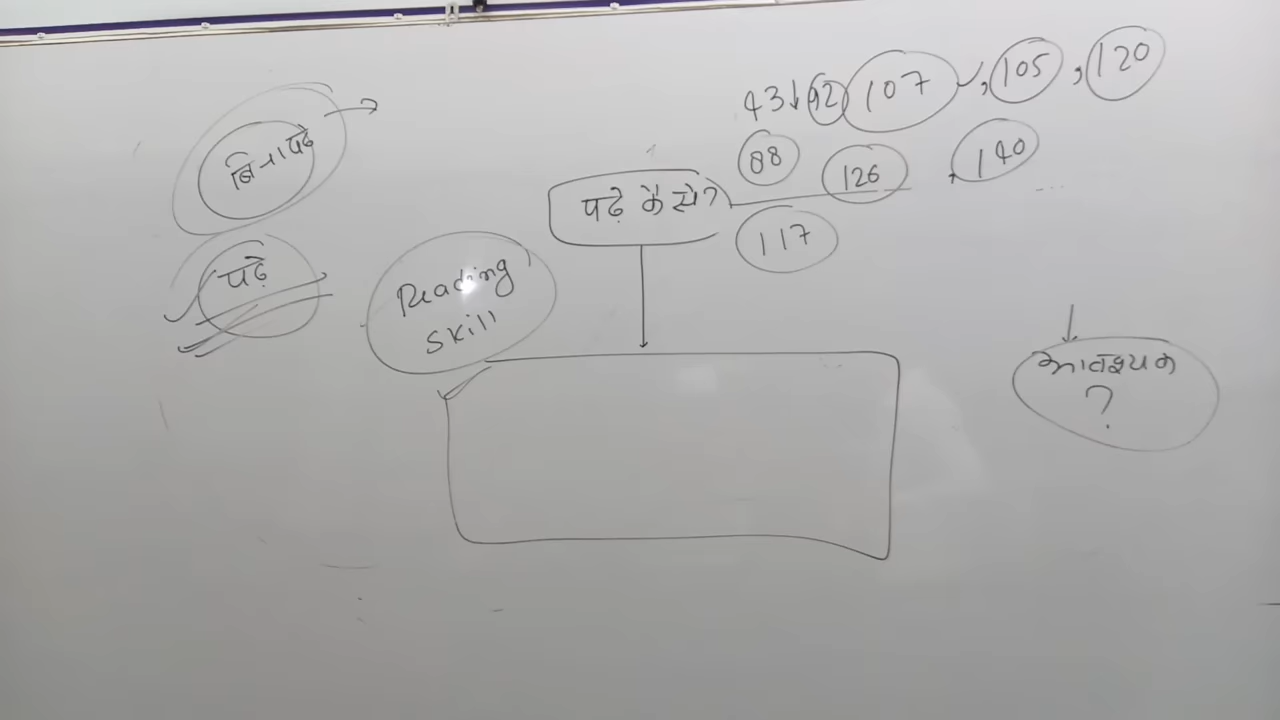 बिना पढे
पढे
Reading
skill
पढे कैसे?
43↓ 92 107 ✓, 105, 120
88 126, 140
117
आवश्यक
?